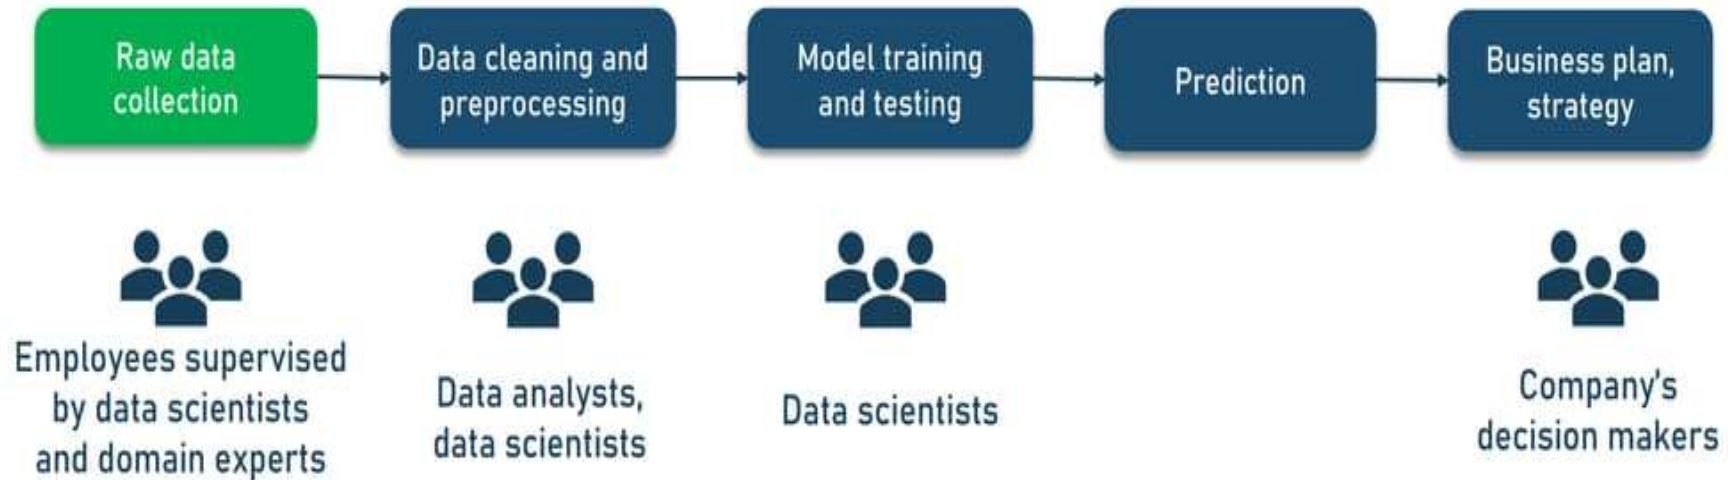 Raw data
collection
Data cleaning and
preprocessing
Model training
and testing
Prediction
Business plan,
strategy
Employees supervised
by data scientists
and domain experts
Data analysts,
data scientists
Data scientists
Company's
decision makers